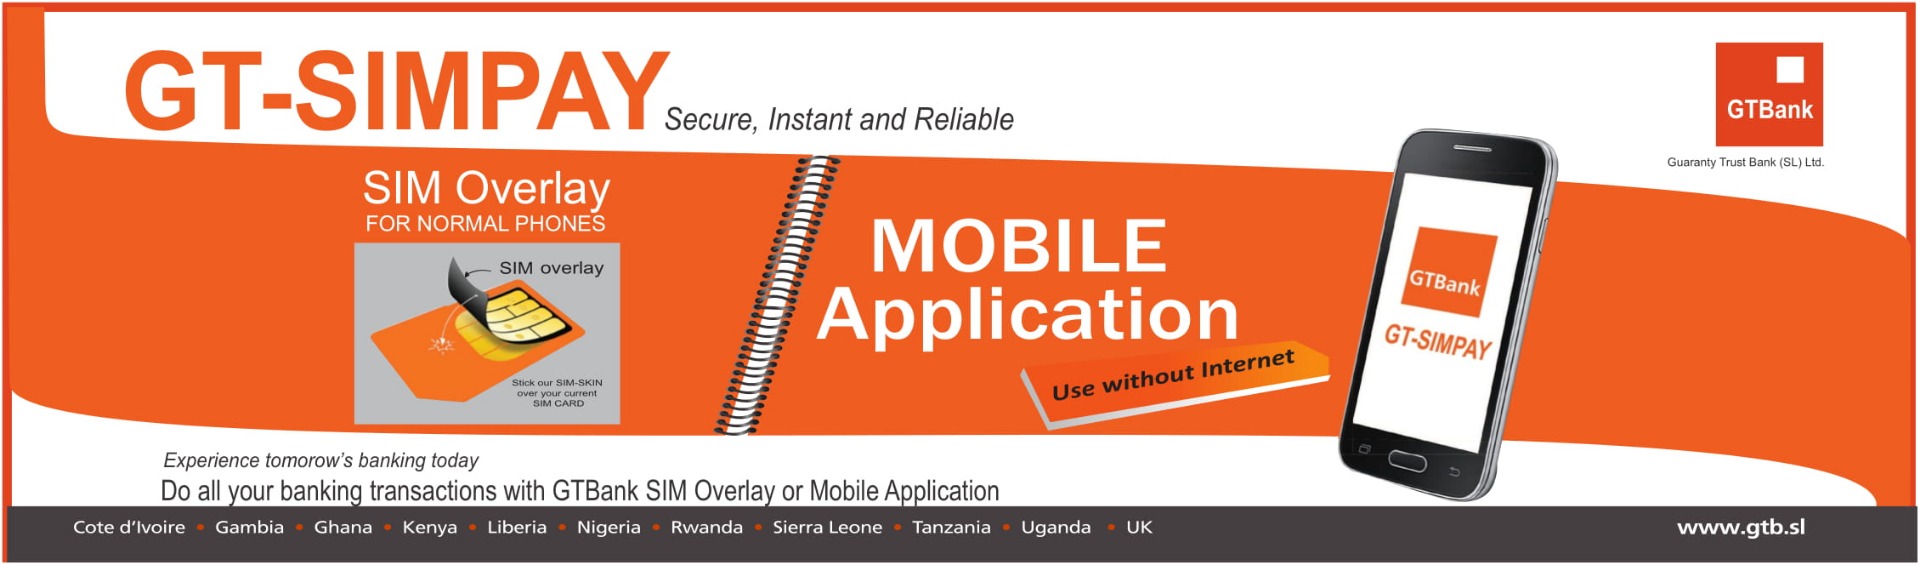 GT-SIMPAY Secure, Instant and Reliable
GTBank
Guaranty Trust Bank (SL) Ltd.
SIM Overlay
FOR NORMAL PHONES
SIM overlay
Stick our SIM-SKIN
over your current
SIM CARD
MOBILE
Application
Use without Internet
GTBank
GT-SIMPAY
Experience tomorow's banking today
Do all your banking transactions with GTBank SIM Overlay or Mobile Application
Cote d'Ivoire • Gambia • Ghana • Kenya • Liberia • Nigeria • Rwanda • Sierra Leone • Tanzania • Uganda • UK
www.gtb.sl